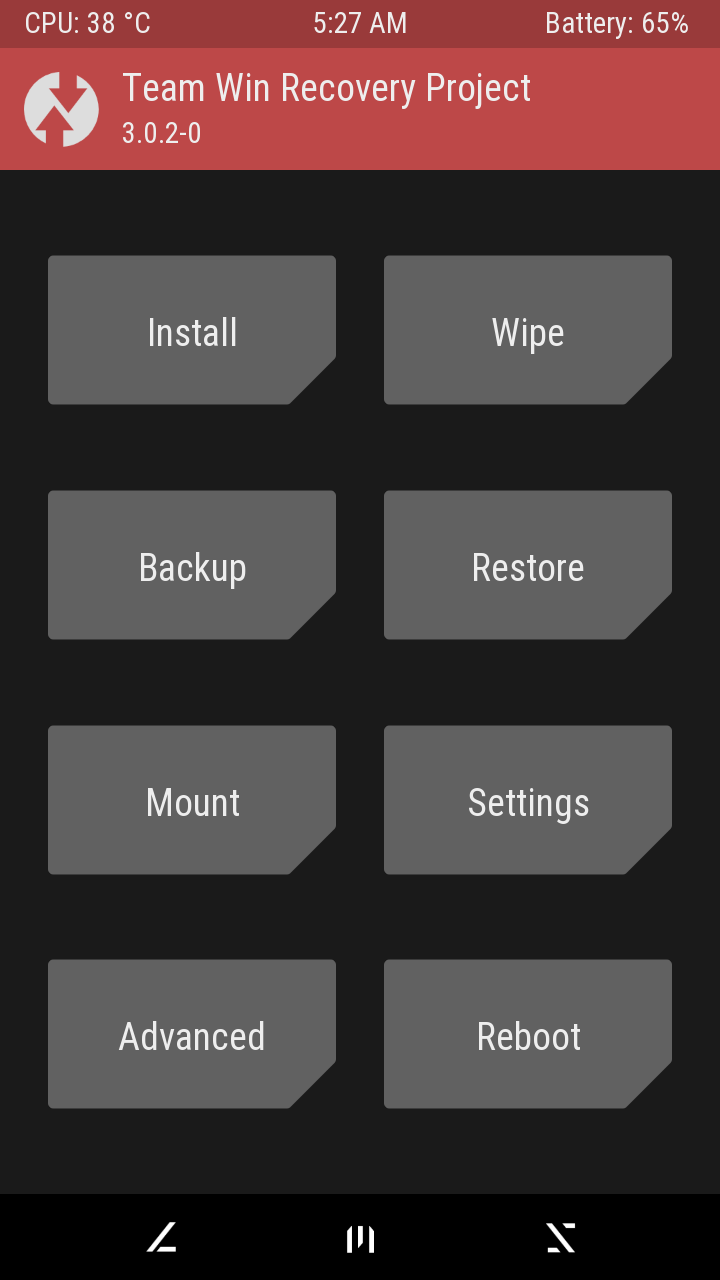 CPU: 38 °C 5:27 AM Battery: 65%
Team Win Recovery Project
3.0.2-0
Install Wipe
Backup Restore
Mount Settings
Advanced Reboot